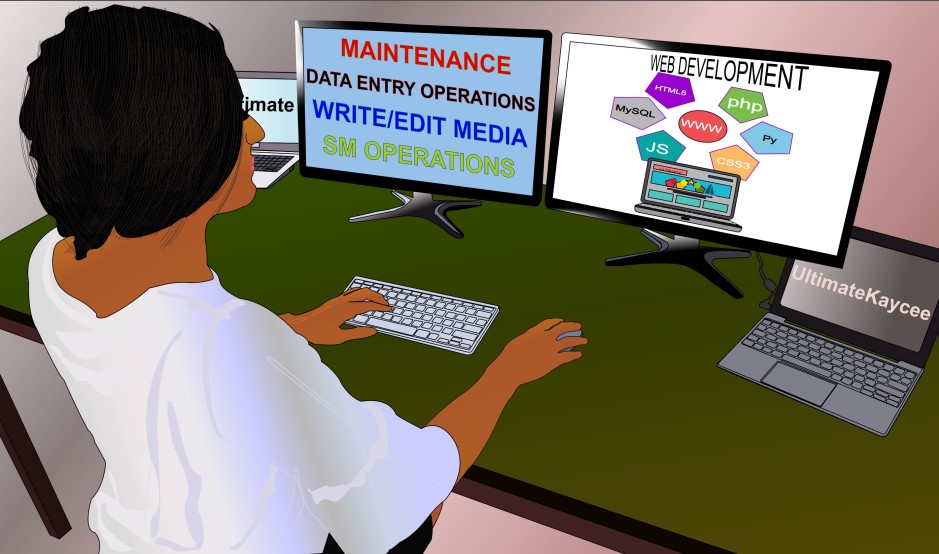 timate
MAINTENANCE
DATA ENTRY OPERATIONS
WRITE/EDIT MEDIA
SM OPERATIONS
WEB DEVELOPMENT
HTML5
php
MySQL
WWW
Py
JS
CSS3
UltimateKaycee